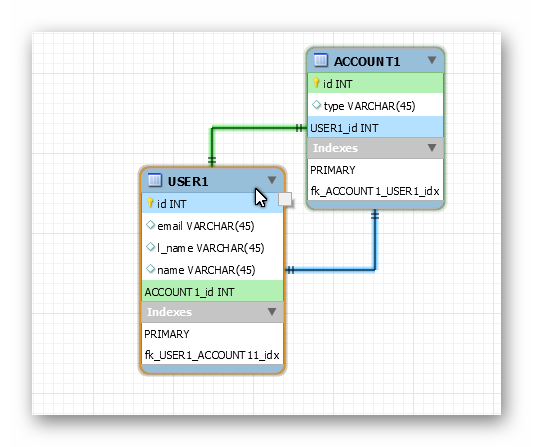 ACCOUNT1
id INT
type VARCHAR(45)
USER1_id INT
Indexes
PRIMARY
fk_ACCOUNT1_USER1_idx
USER1
id INT
email VARCHAR(45)
l_name VARCHAR(45)
name VARCHAR(45)
ACCOUNT1_id INT
Indexes
PRIMARY
fk_USER1_ACCOUNT11_idx